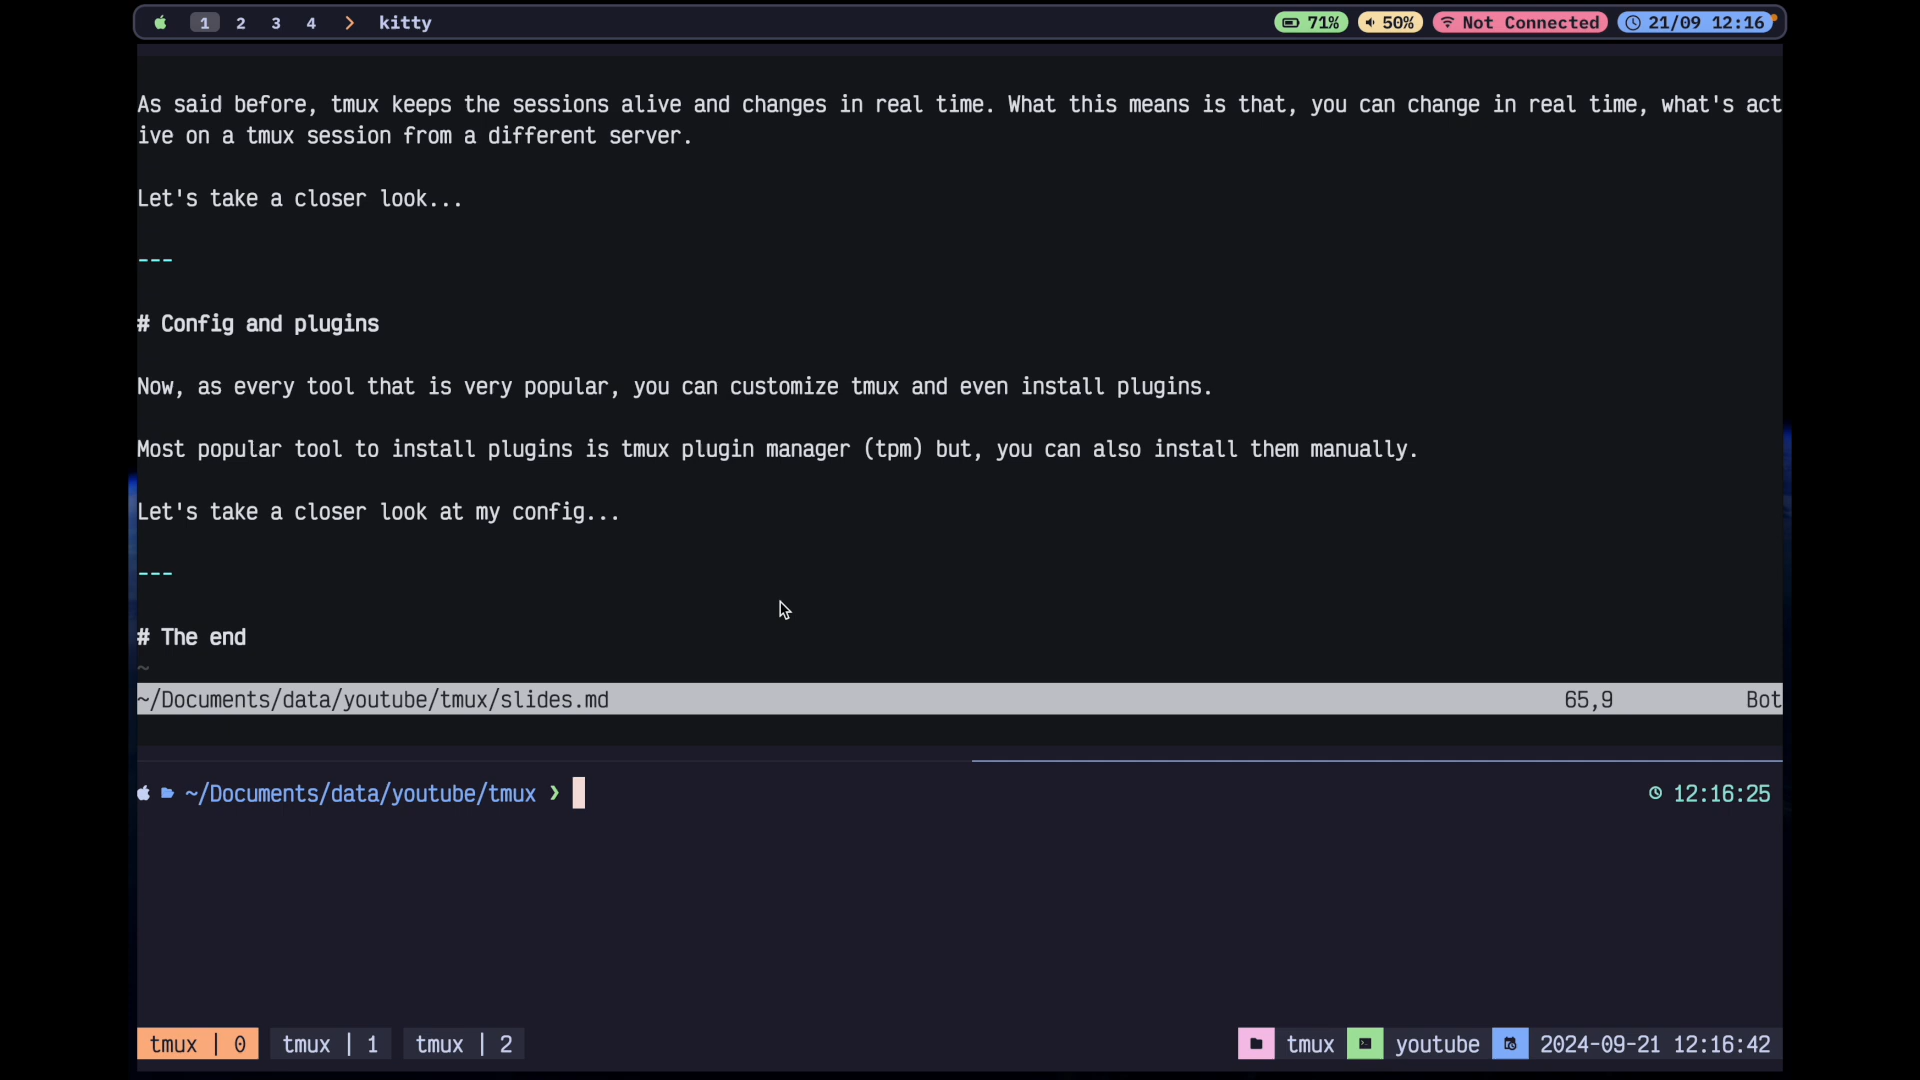 1 2 3 4 > kitty 71% 50% Not Connected 21/09 12:16
As said before, tmux keeps the sessions alive and changes in real time. What this means is that, you can change in real time, what's act
ive on a tmux session from a different server.
Let's take a closer look...
---
# Config and plugins
Now, as every tool that is very popular, you can customize tmux and even install plugins.
Most popular tool to install plugins is tmux plugin manager (tpm) but, you can also install them manually.
Let's take a closer look at my config...
---
# The end
~
~/Documents/data/youtube/tmux/slides.md 65,9 Bot
~/Documents/data/youtube/tmux ❯ 12:16:25
tmux | 0 tmux | 1 tmux | 2 tmux youtube 2024-09-21 12:16:42